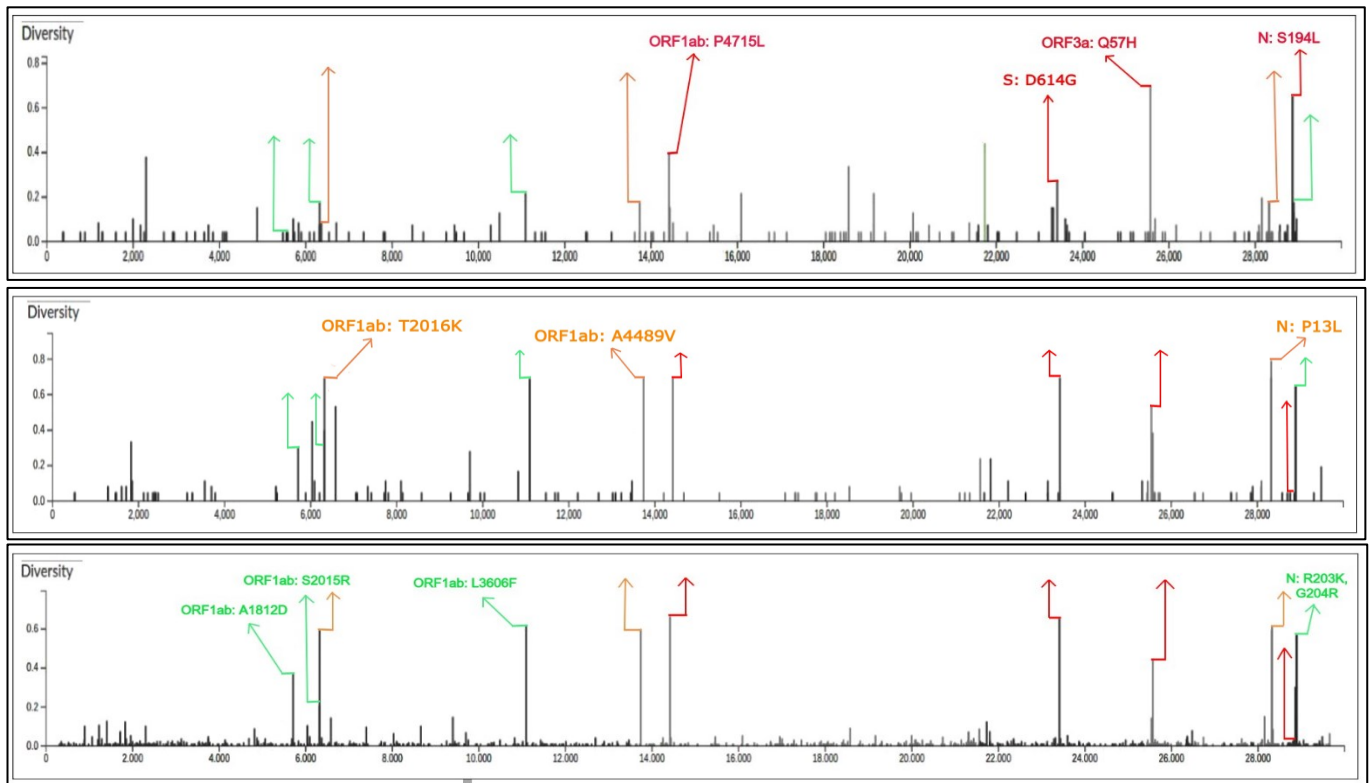 Diversity
ORF1ab: P4715L
ORF3a: Q57H
N: S194L
S: D614G
0.8
0.6
0.4
0.2
0.0
0 2,000 4,000 6,000 8,000 10,000 12,000 14,000 16,000 18,000 20,000 22,000 24,000 26,000 28,000
Diversity
ORF1ab: T2016K
ORF1ab: A4489V
N: P13L
0.8
0.6
0.4
0.2
0.0
0 2,000 4,000 6,000 8,000 10,000 12,000 14,000 16,000 18,000 20,000 22,000 24,000 26,000 28,000
Diversity
ORF1ab: S2015R
ORF1ab: L3606F
N: R203K,
G204R
ORF1ab: A1812D
0.6
0.4
0.2
0.0
0 2,000 4,000 6,000 8,000 10,000 12,000 14,000 16,000 18,000 20,000 22,000 24,000 26,000 28,000